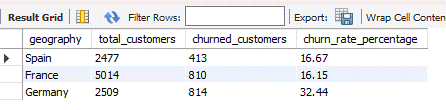 Result Grid Filter Rows: Export: Wrap Cell Conten
geography total_customers churned_customers churn_rate_percentage
Spain 2477 413 16.67
France 5014 810 16.15
Germany 2509 814 32.44